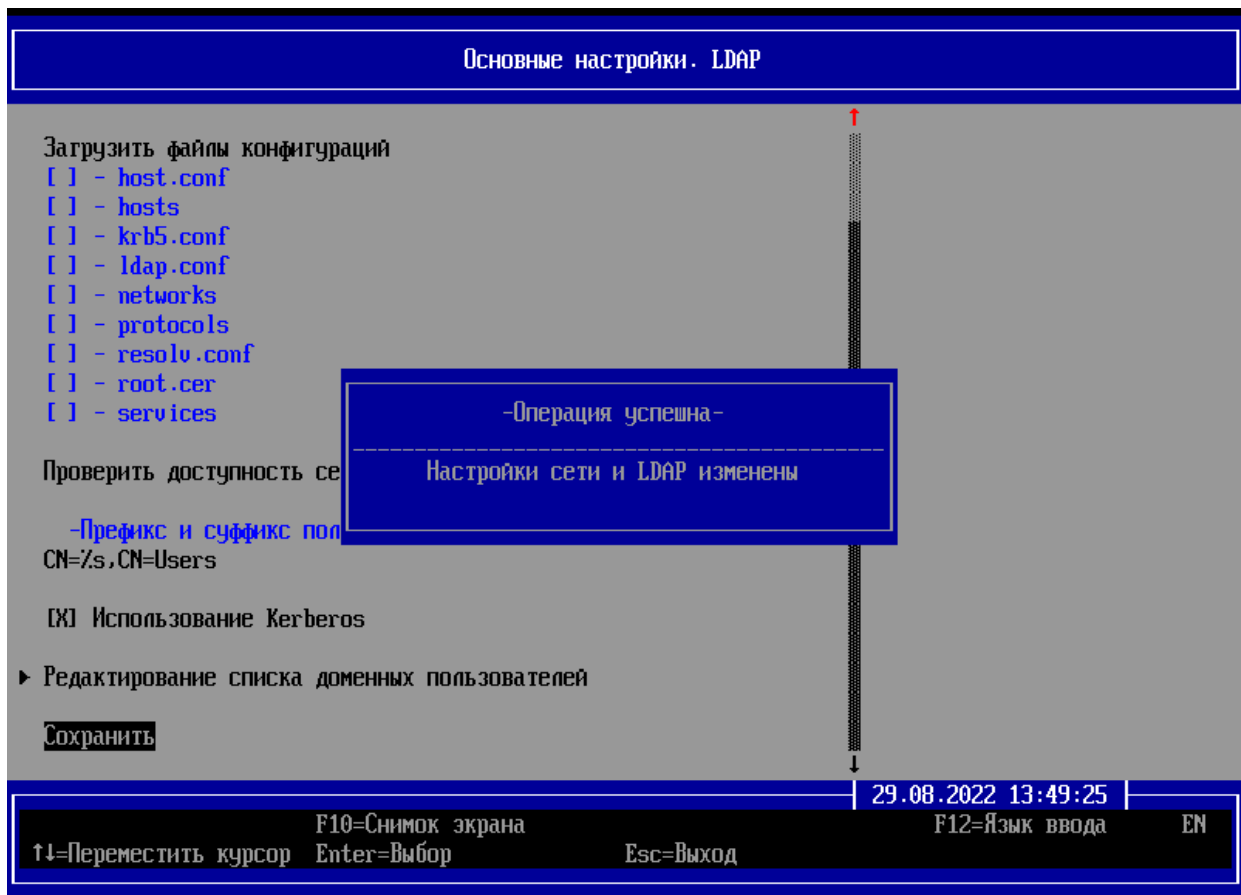 Основные настройки. LDAP
Загрузить файлы конфигураций
[ ] - host.conf
[ ] - hosts
[ ] - krb5.conf
[ ] - ldap.conf
[ ] - networks
[ ] - protocols
[ ] - resolv.conf
[ ] - root.cer
[ ] - services
-Операция успешна-
Настройки сети и LDAP изменены
Проверить доступность се
-Префикс и суффикс пол
CN=%s,CN=Users
[X] Использование Kerberos
Редактирование списка доменных пользователей
Сохранить
29.08.2022 13:49:25
F10=Снимок экрана F12=Язык ввода EN
↑↓=Переместить курсор Enter=Выбор Esc=Выход